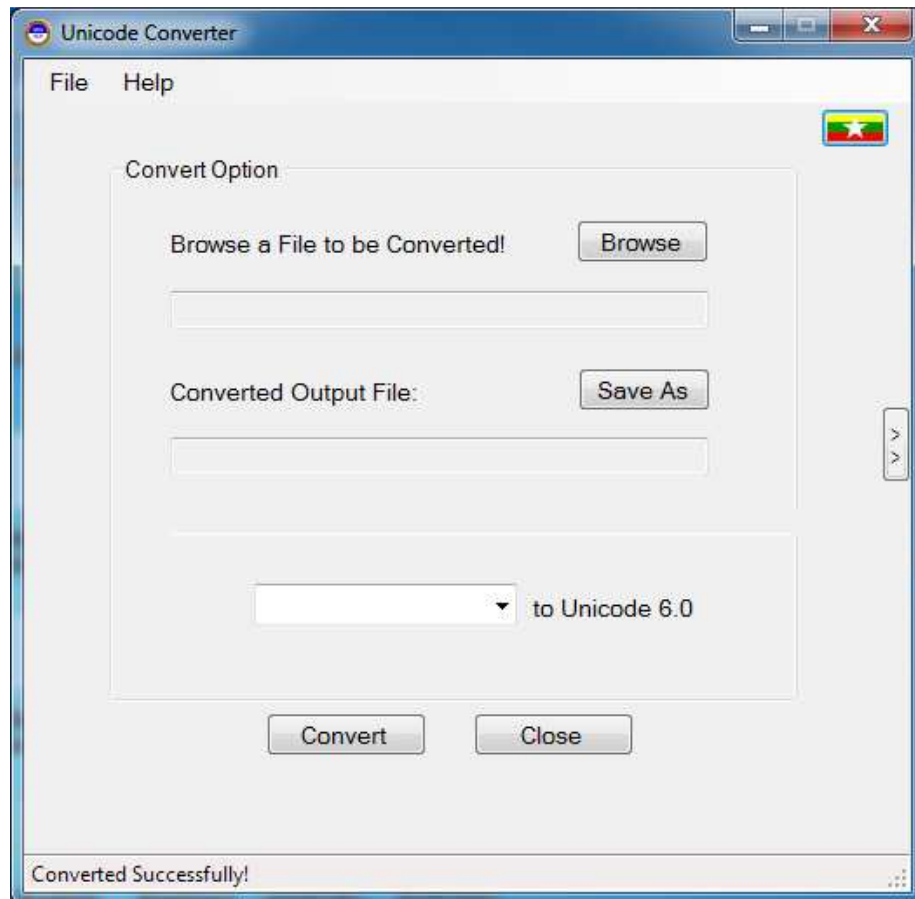 Unicode Converter
File Help
Convert Option
Browse a File to be Converted! Browse
Converted Output File: Save As
>
>
to Unicode 6.0
Convert Close
Converted Successfully!